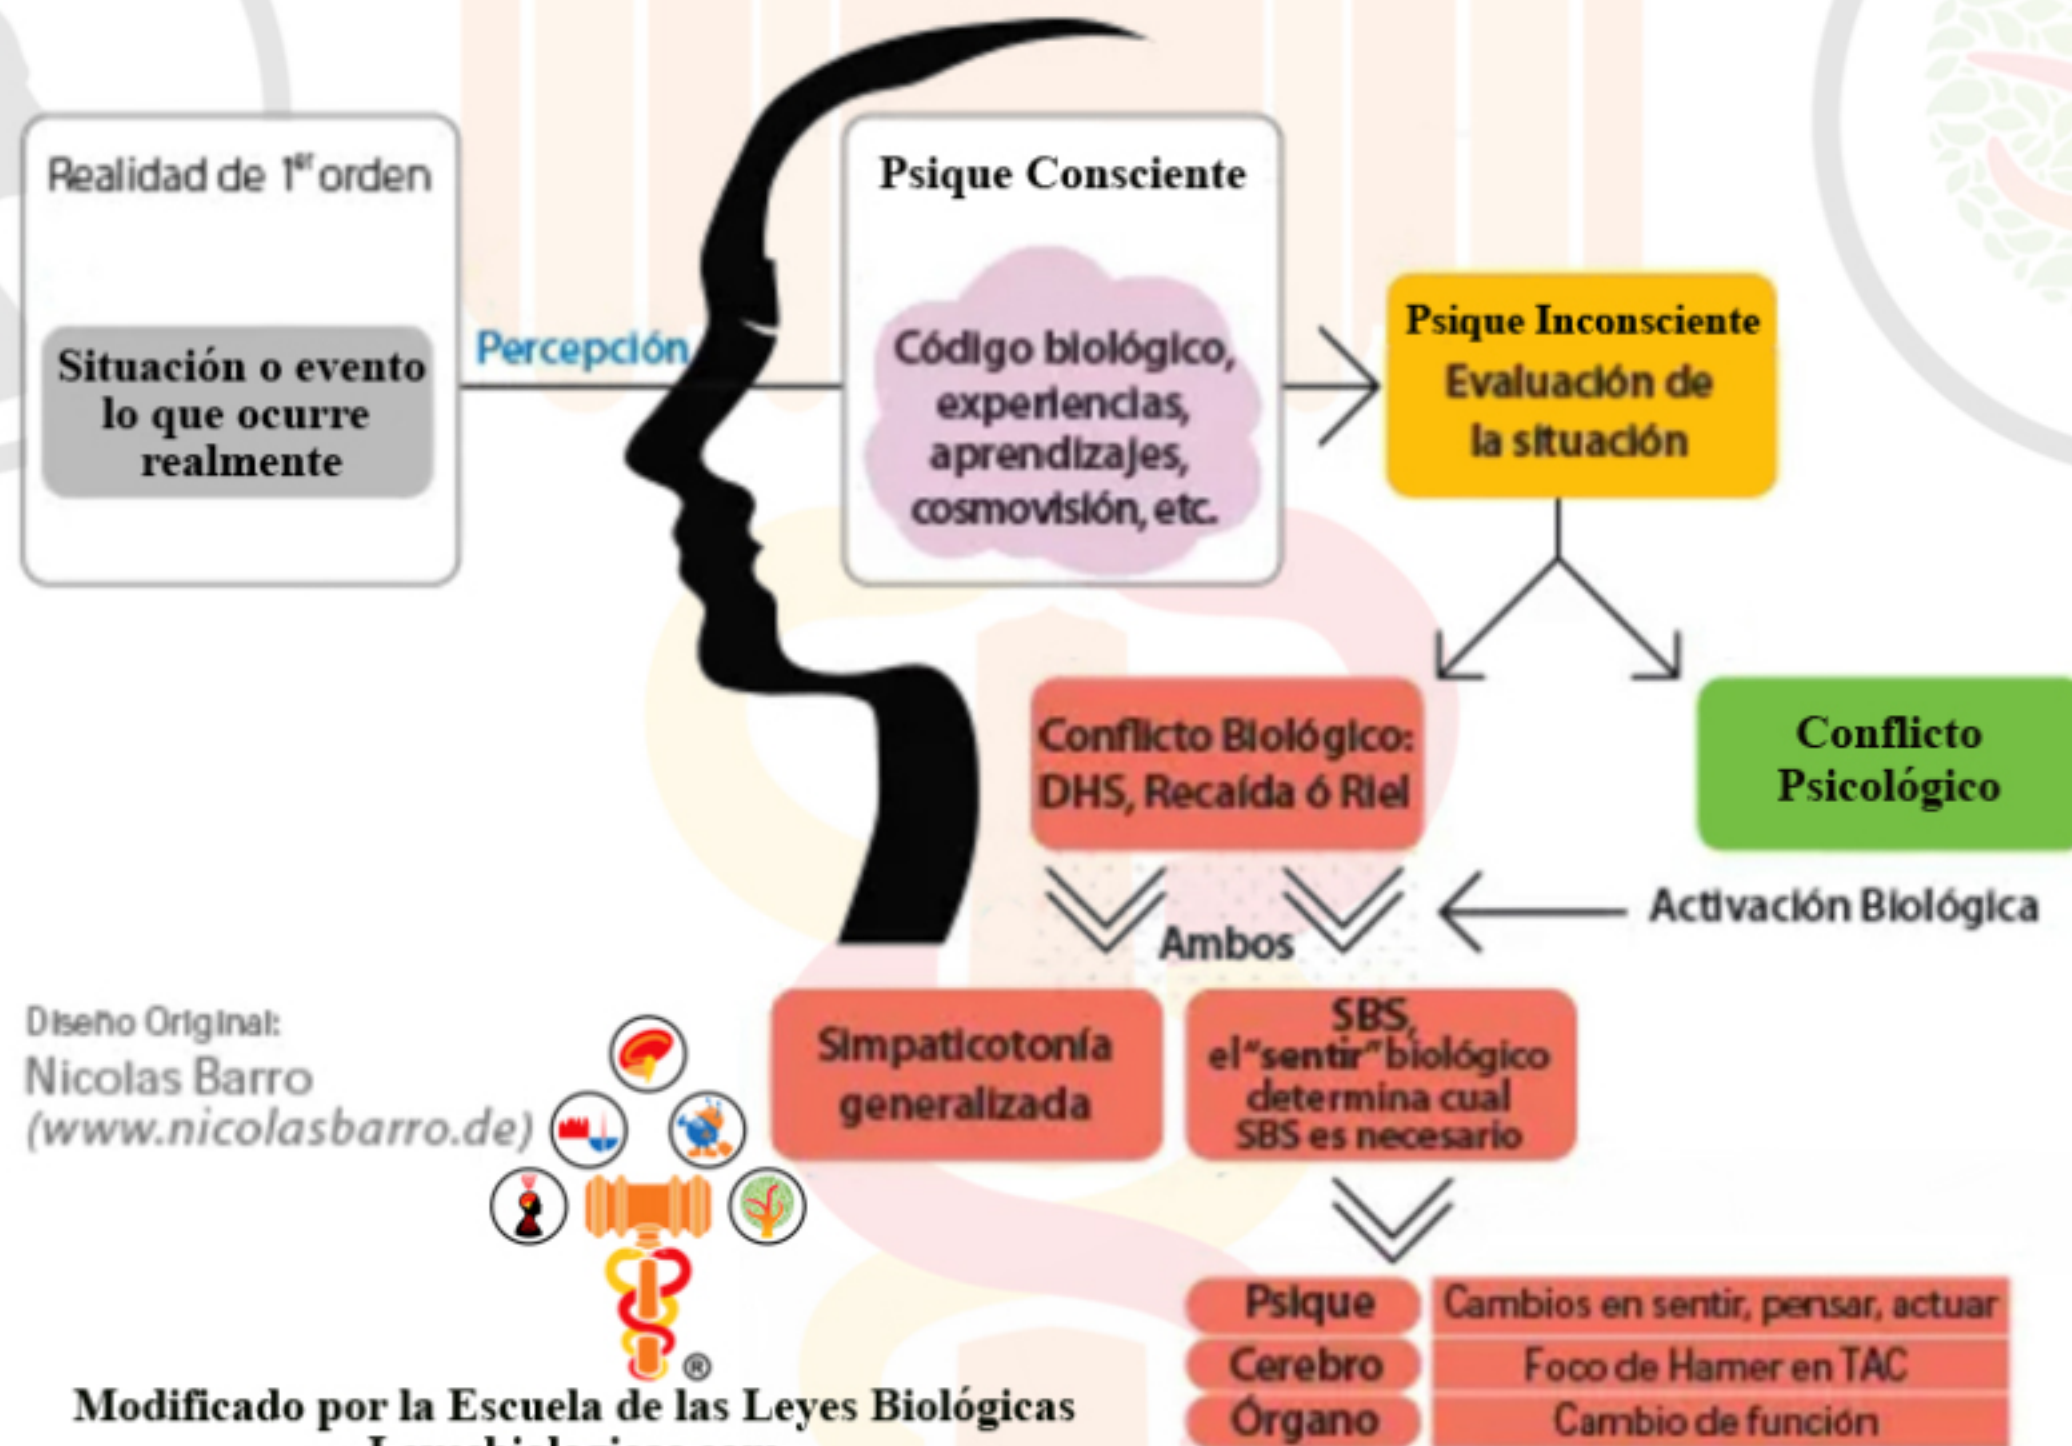 Realidad de 1er orden
Situación o evento
lo que ocurre
realmente
Percepción
Psique Consciente
Código biológico,
experiencias,
aprendizajes,
cosmovisión, etc.
Psique Inconsciente
Evaluación de
la situación
Conflicto Biológico:
DHS, Recaída ó Riel
Conflicto
Psicológico
Activación Biológica
Ambos
Simpaticotonía
generalizada
SBS,
el "sentir" biológico
determina cual
SBS es necesario
Psique
Cambios en sentir, pensar, actuar
Cerebro
Foco de Hamer en TAC
Órgano
Cambio de función
Diseño Original:
Nicolas Barro
(www.nicolasbarro.de)
®
Modificado por la Escuela de las Leyes Biológicas